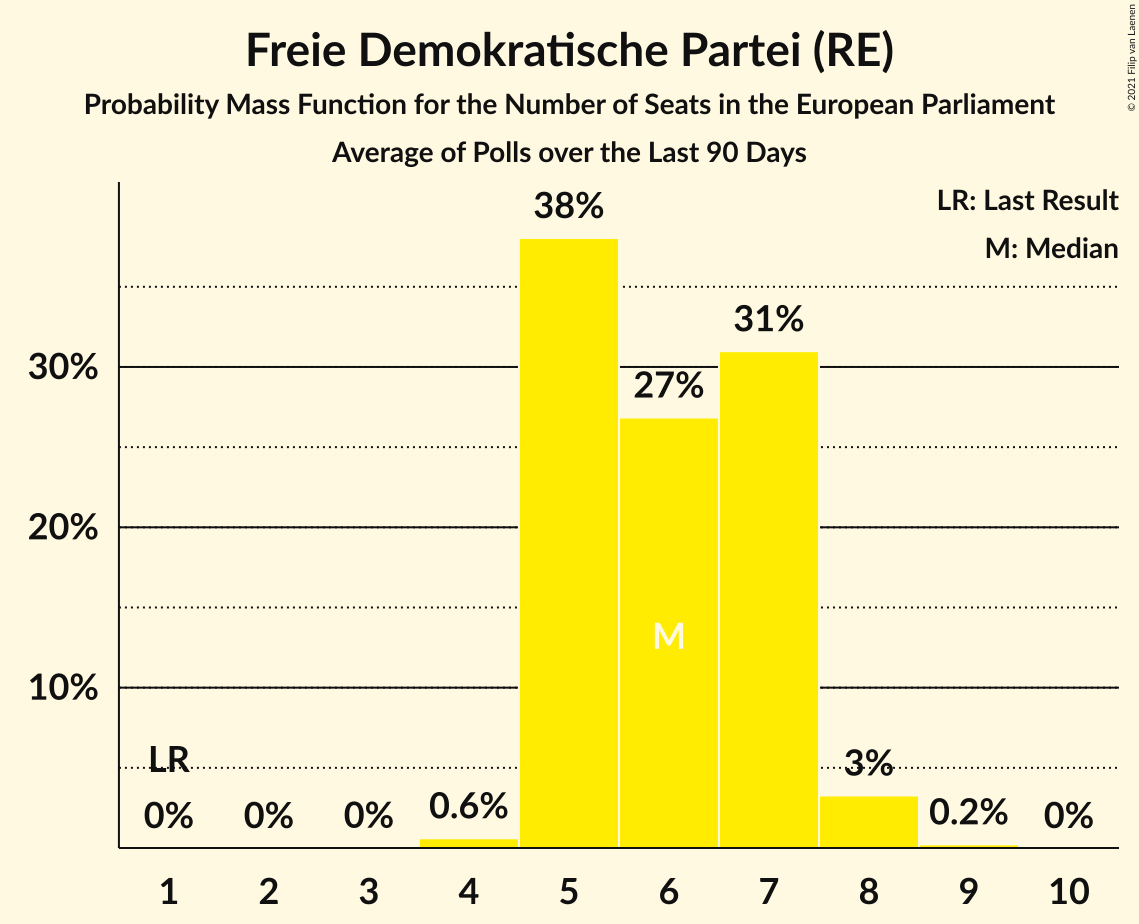 Freie Demokratische Partei (RE)
Probability Mass Function for the Number of Seats in the European Parliament
Average of Polls over the Last 90 Days
© 2021 Filip van Laenen
LR: Last Result
M: Median
38%
31%
30%
27%
20%
M
10%
LR
3%
0% 0% 0% 0.6% 0.2% 0%
1 2 3 4 5 6 7 8 9 10